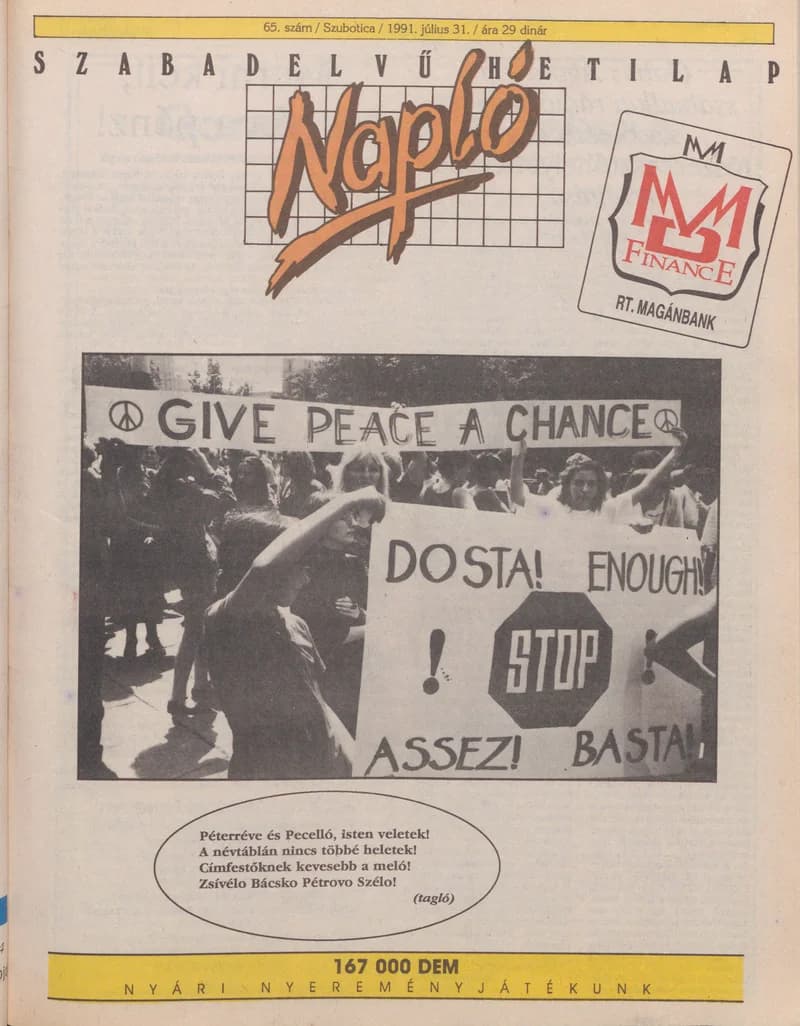 65. szám / Szubotica / 1991. július 31. / ára 29 dinár
SZABADELVŰ HETILAP
Napló
MDM
FINANCE
RT. MAGÁNBANK
GIVE PEACE A CHANCE
DOSTA! ENOUGH!
! STOP !
ASSEZ! BASTA!
Péterréve és Pecelló, isten veletek!
A névtáblán nincs többé heletek!
Címfestőknek kevesebb a meló!
Zsívélo Bácsko Pétrovo Szélo!
(tagló)
167 000 DEM
NYÁRI NYEREMÉNYJÁTÉKUNK